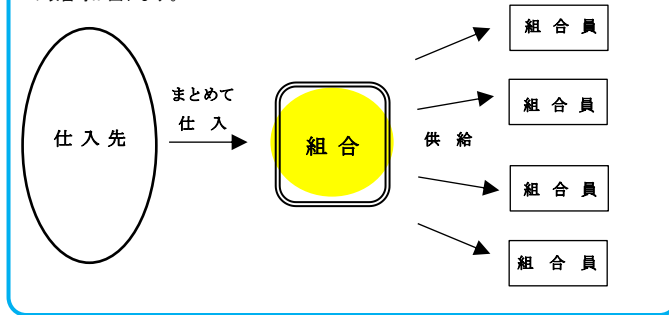 組 合 員
まとめて
仕 入
組 合 員
仕 入 先
組 合
供 給
組 合 員
組 合 員